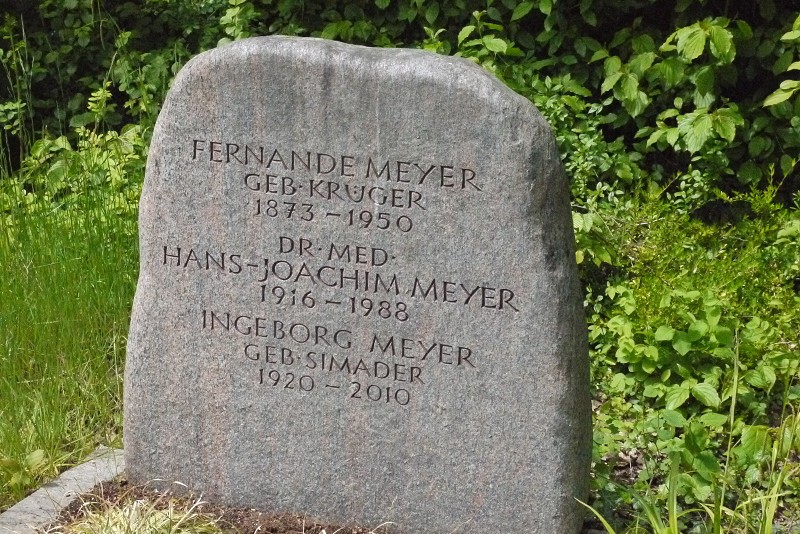 FERNANDE MEYER
GEB·KRÜGER
1873–1950
DR·MED·
HANS-JOACHIM MEYER
1916–1988
INGEBORG MEYER
GEB·SIMADER
1920–2010